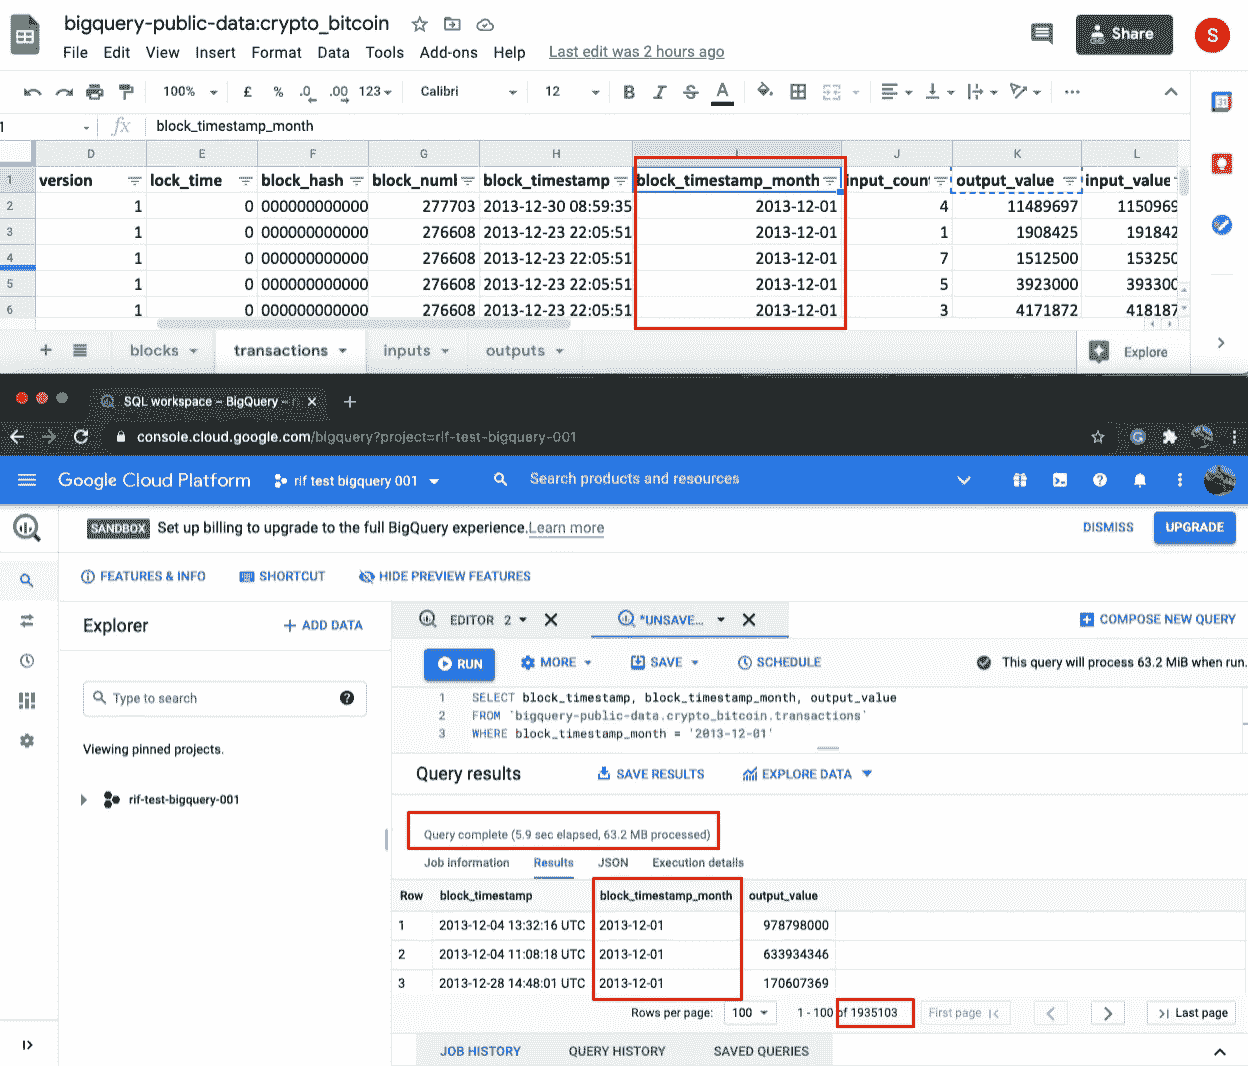 bigquery-public-data:crypto_bitcoin
File Edit View Insert Format Data Tools Add-ons Help Last edit was 2 hours ago
Share
S
100% £ % .0 .00 123 Calibri 12 B I S A
1 fx block_timestamp_month
D E F G H I J K L
1 version lock_time block_hash block_numl block_timestamp block_timestamp_month input_coun output_value input_value
2 1 0 000000000000 277703 2013-12-30 08:59:35 2013-12-01 4 11489697 1150969
3 1 0 000000000000 276608 2013-12-23 22:05:51 2013-12-01 1 1908425 191842
4 1 0 000000000000 276608 2013-12-23 22:05:51 2013-12-01 7 1512500 153250
5 1 0 000000000000 276608 2013-12-23 22:05:51 2013-12-01 5 3923000 393300
6 1 0 000000000000 276608 2013-12-23 22:05:51 2013-12-01 3 4171872 418187
blocks transactions inputs outputs Explore
SQL workspace – BigQuery – r
console.cloud.google.com/bigquery?project=rif-test-bigquery-001
Google Cloud Platform rif test bigquery 001 Search products and resources
SANDBOX Set up billing to upgrade to the full BigQuery experience. Learn more DISMISS UPGRADE
FEATURES & INFO SHORTCUT HIDE PREVIEW FEATURES
Explorer + ADD DATA
EDITOR 2 *UNSAVE... COMPOSE NEW QUERY
RUN MORE SAVE SCHEDULE This query will process 63.2 MiB when run.
Type to search
Viewing pinned projects.
rif-test-bigquery-001
1 SELECT block_timestamp, block_timestamp_month, output_value
2 FROM `bigquery-public-data.crypto_bitcoin.transactions`
3 WHERE block_timestamp_month = '2013-12-01'
Query results SAVE RESULTS EXPLORE DATA
Query complete (5.9 sec elapsed, 63.2 MB processed)
Job information Results JSON Execution details
Row block_timestamp block_timestamp_month output_value
1 2013-12-04 13:32:16 UTC 2013-12-01 978798000
2 2013-12-04 11:08:18 UTC 2013-12-01 633934346
3 2013-12-28 14:48:01 UTC 2013-12-01 170607369
Rows per page: 100 1 - 100 of 1935103 First page Last page
JOB HISTORY QUERY HISTORY SAVED QUERIES